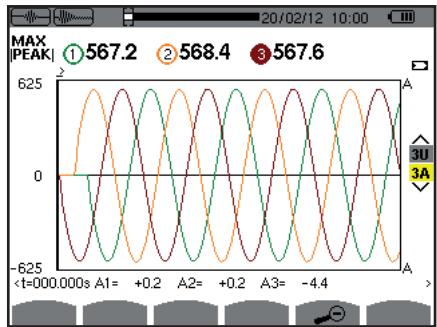 20/02/12 10:00
MAX
|PEAK| 1 567.2 2 568.4 3 567.6
625 A
0
3U
3A
-625 A
<t=000.000s A1= +0.2 A2= +0.2 A3= -4.4 >